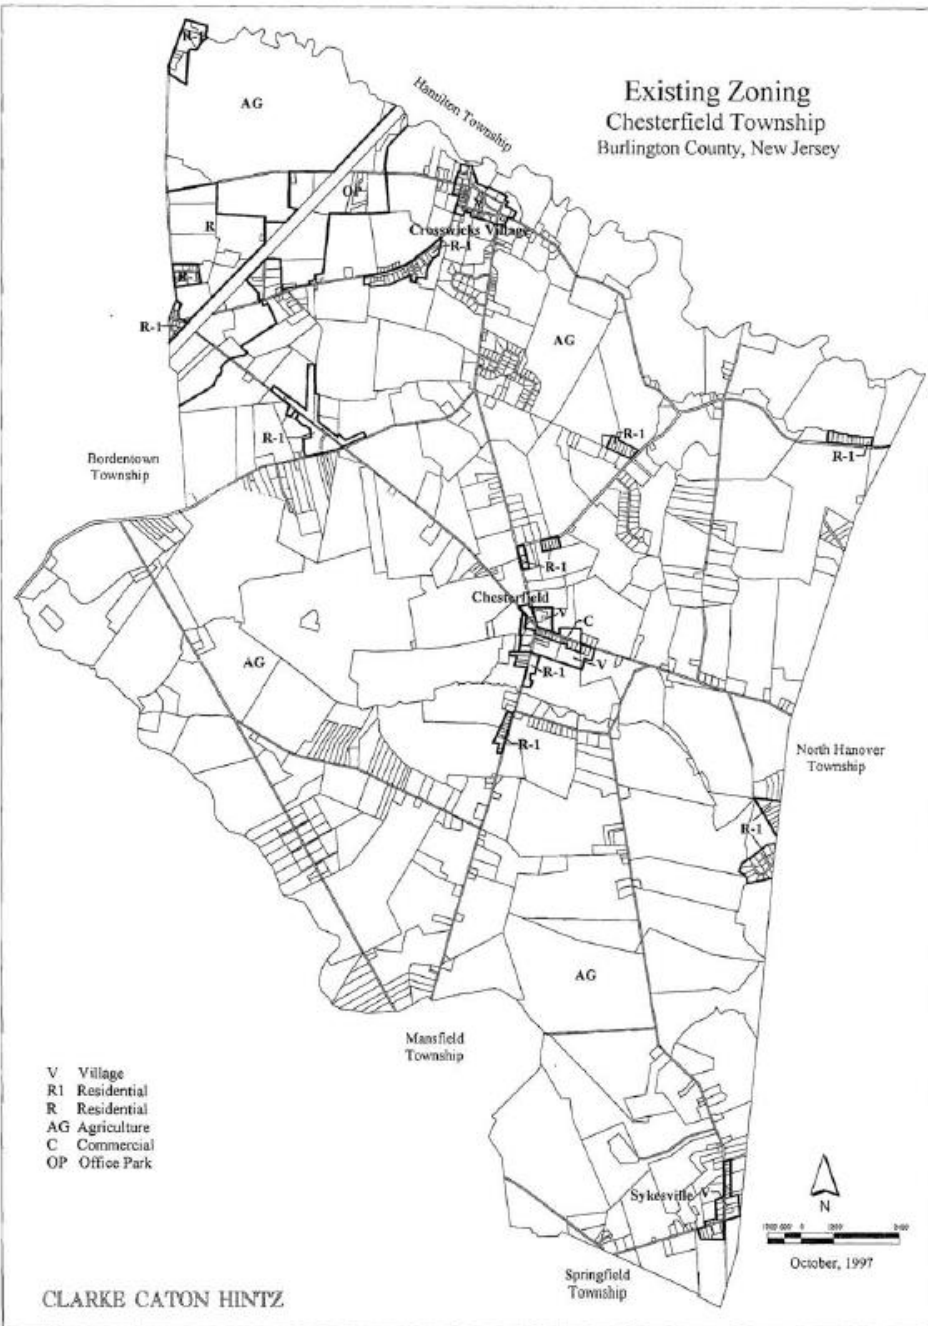 Existing Zoning
Chesterfield Township
Burlington County, New Jersey
R-1
AG
Hamilton Township
OP
R
V
Crosswicks Village
R-1
R-1
R-1
AG
R-1
R-1
R-1
Bordentown
Township
R-1
Chesterfield
V
C
AG
V
R-1
R-1
North Hanover
Township
R-1
AG
Mansfield
Township
V Village
R1 Residential
R Residential
AG Agriculture
C Commercial
OP Office Park
Sykesville V
N
October, 1997
Springfield
Township
CLARKE CATON HINTZ